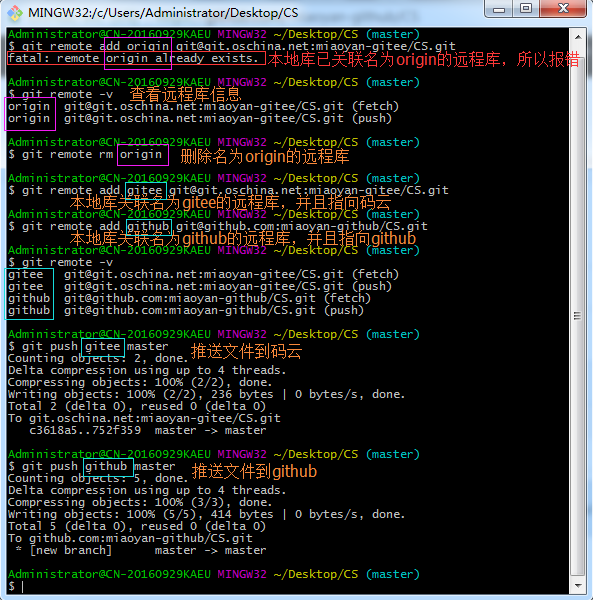 MINGW32:/c/Users/Administrator/Desktop/CS
Administrator@CN-20160929KAEU MINGW32 ~/Desktop/CS (master)
$ git remote add origin git@git.oschina.net:miaoyan-gitee/CS.git
fatal: remote origin already exists. 本地库已关联名为origin的远程库，所以报错
Administrator@CN-20160929KAEU MINGW32 ~/Desktop/CS (master)
$ git remote -v 查看远程库信息
origin git@git.oschina.net:miaoyan-gitee/CS.git (fetch)
origin git@git.oschina.net:miaoyan-gitee/CS.git (push)
Administrator@CN-20160929KAEU MINGW32 ~/Desktop/CS (master)
$ git remote rm origin 删除名为origin的远程库
Administrator@CN-20160929KAEU MINGW32 ~/Desktop/CS (master)
$ git remote add gitee git@git.oschina.net:miaoyan-gitee/CS.git
本地库关联名为gitee的远程库，并且指向码云
Administrator@CN-20160929KAEU MINGW32 ~/Desktop/CS (master)
$ git remote add github git@github.com:miaoyan-github/CS.git
本地库关联名为github的远程库，并且指向github
Administrator@CN-20160929KAEU MINGW32 ~/Desktop/CS (master)
$ git remote -v
gitee git@git.oschina.net:miaoyan-gitee/CS.git (fetch)
gitee git@git.oschina.net:miaoyan-gitee/CS.git (push)
github git@github.com:miaoyan-github/CS.git (fetch)
github git@github.com:miaoyan-github/CS.git (push)
Administrator@CN-20160929KAEU MINGW32 ~/Desktop/CS (master)
$ git push gitee master 推送文件到码云
Counting objects: 2, done.
Delta compression using up to 4 threads.
Compressing objects: 100% (2/2), done.
Writing objects: 100% (2/2), 236 bytes | 0 bytes/s, done.
Total 2 (delta 0), reused 0 (delta 0)
To git.oschina.net:miaoyan-gitee/CS.git
c3618a5..752f359 master -> master
Administrator@CN-20160929KAEU MINGW32 ~/Desktop/CS (master)
$ git push github master 推送文件到github
Counting objects: 5, done.
Delta compression using up to 4 threads.
Compressing objects: 100% (3/3), done.
Writing objects: 100% (5/5), 414 bytes | 0 bytes/s, done.
Total 5 (delta 0), reused 0 (delta 0)
To github.com:miaoyan-github/CS.git
* [new branch] master -> master
Administrator@CN-20160929KAEU MINGW32 ~/Desktop/CS (master)
$